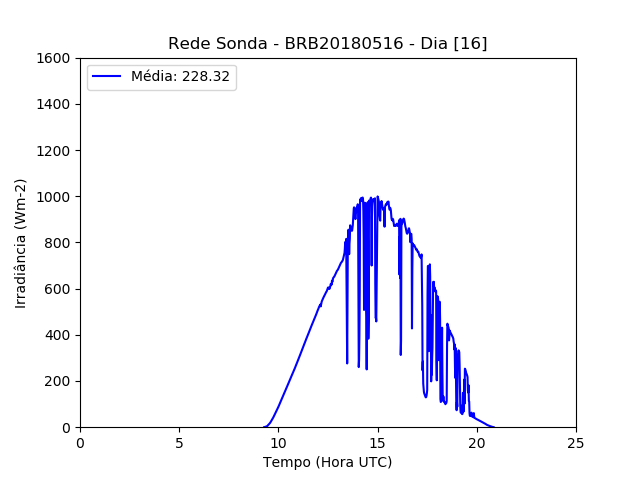 Rede Sonda - BRB20180516 - Dia [16]
Média: 228.32
Irradiância (Wm-2)
1600
1400
1200
1000
800
600
400
200
0
0 5 10 15 20 25
Tempo (Hora UTC)